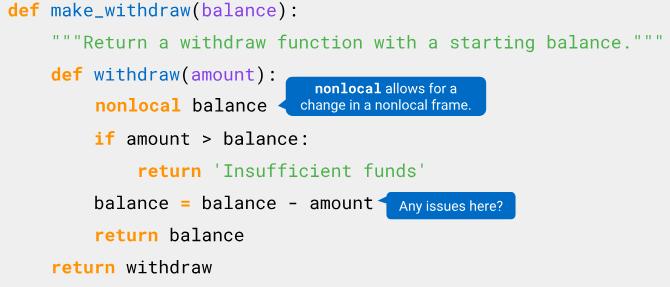 def make_withdraw(balance):
"""Return a withdraw function with a starting balance."""
def withdraw(amount):
nonlocal balance
nonlocal allows for a
change in a nonlocal frame.
if amount > balance:
return 'Insufficient funds'
balance = balance - amount
Any issues here?
return balance
return withdraw